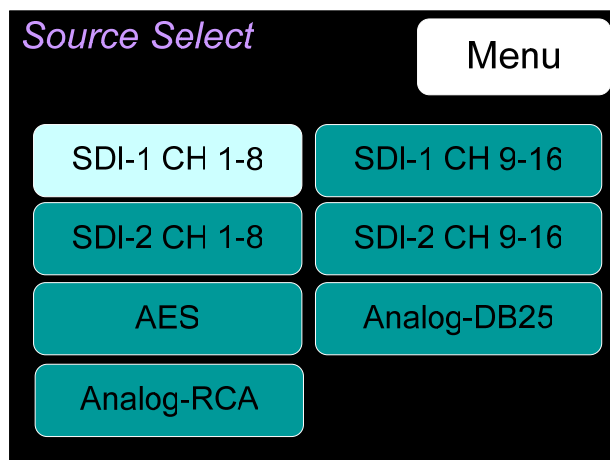 Source Select
Menu
SDI-1 CH 1-8
SDI-1 CH 9-16
SDI-2 CH 1-8
SDI-2 CH 9-16
AES
Analog-DB25
Analog-RCA